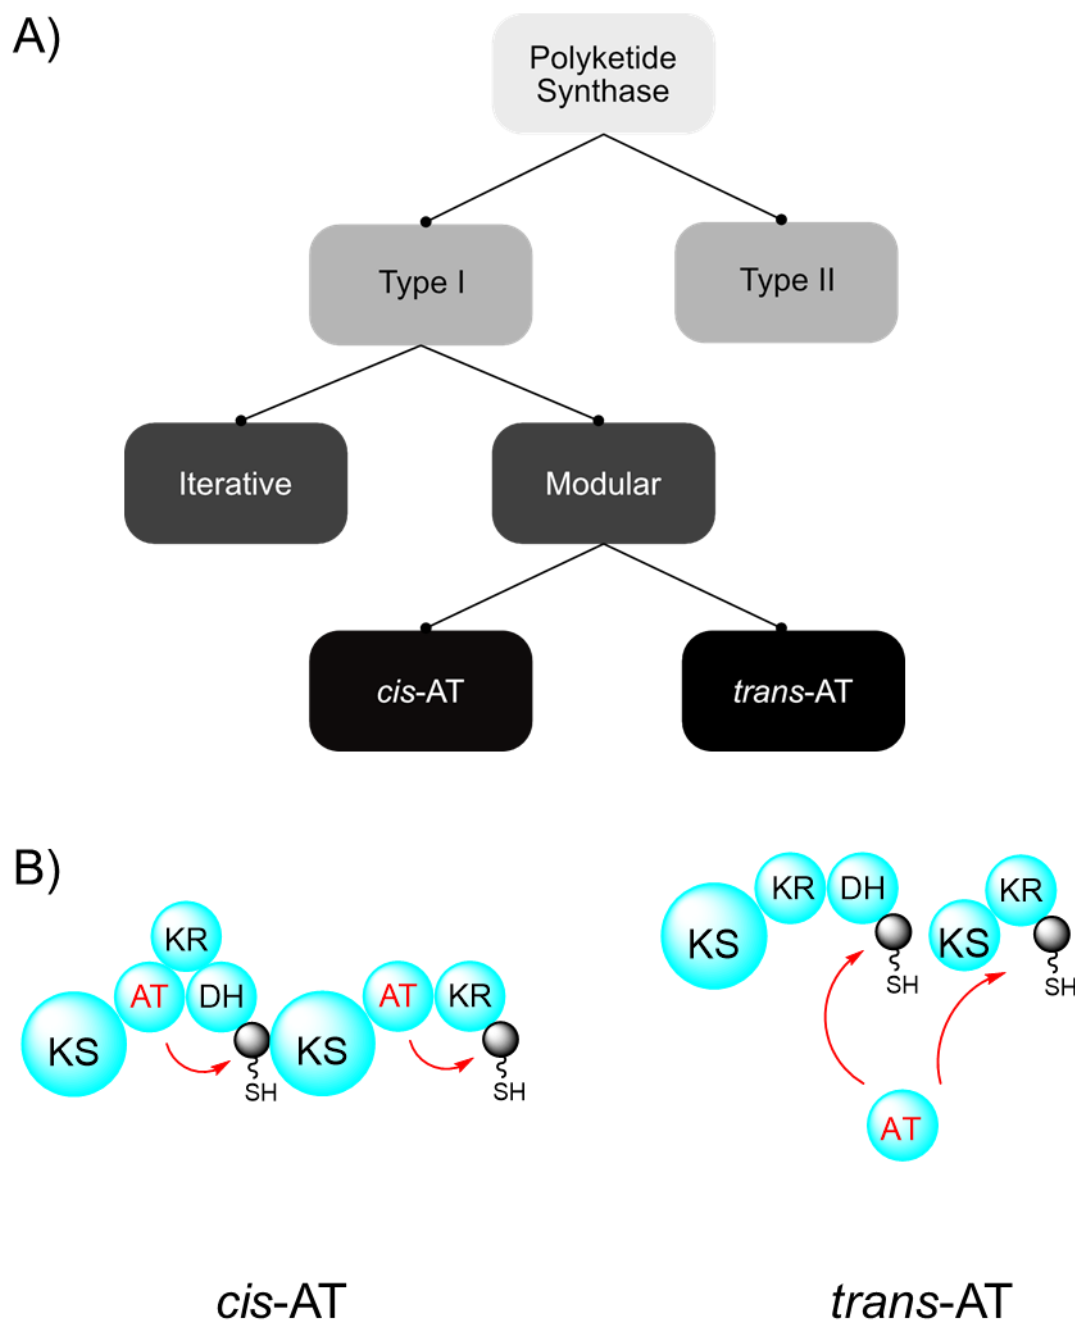 A)
Polyketide
Synthase
Type I
Type II
Iterative
Modular
cis-AT
trans-AT
B)
KR
AT
DH
KS
SH
AT
KR
KS
SH
KR
DH
KS
SH
KR
KS
SH
AT
cis-AT
trans-AT